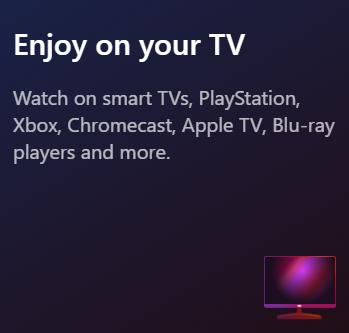 Enjoy on your TV
Watch on smart TVs, PlayStation,
Xbox, Chromecast, Apple TV, Blu-ray
players and more.